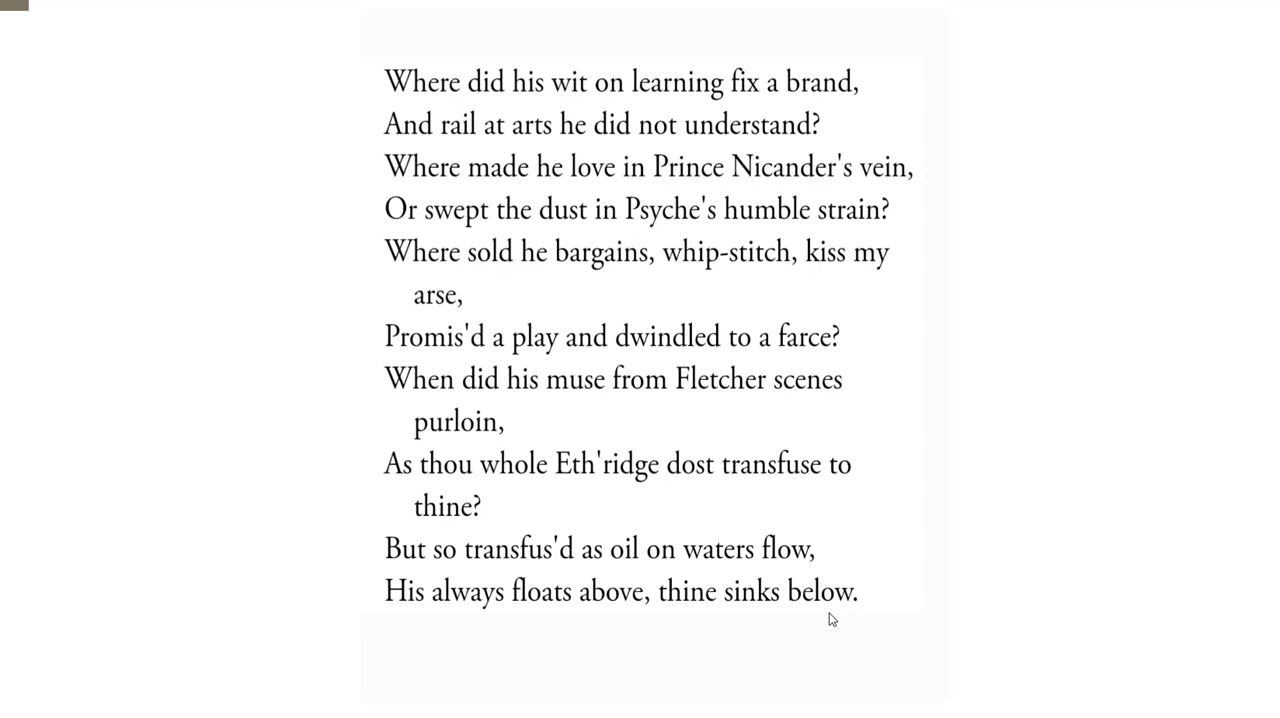 Where did his wit on learning fix a brand,
And rail at arts he did not understand?
Where made he love in Prince Nicander's vein,
Or swept the dust in Psyche's humble strain?
Where sold he bargains, whip-stitch, kiss my
arse,
Promis'd a play and dwindled to a farce?
When did his muse from Fletcher scenes
purloin,
As thou whole Eth'ridge dost transfuse to
thine?
But so transfus'd as oil on waters flow,
His always floats above, thine sinks below.